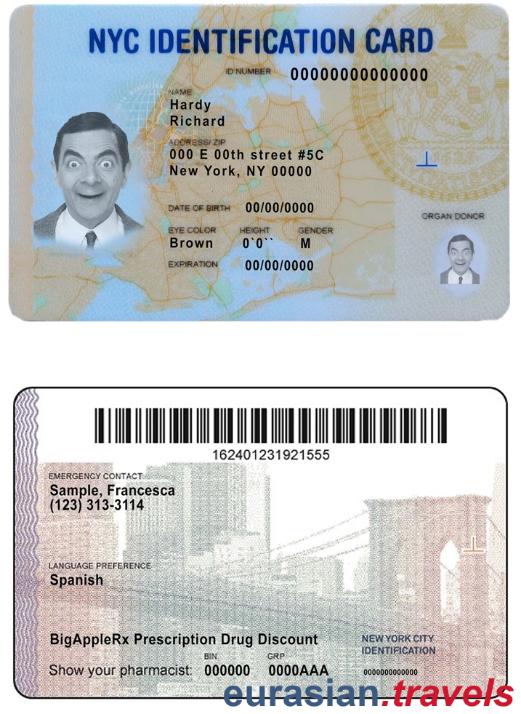 NYC IDENTIFICATION CARD
ID NUMBER 00000000000000
NAME
Hardy
Richard
ADDRESS/ ZIP
000 E 00th street #5C
New York, NY 00000
DATE OF BIRTH 00/00/0000
ORGAN DONOR
EYE COLOR HEIGHT GENDER
Brown 0`0`` M
EXPIRATION 00/00/0000
162401231921555
EMERGENCY CONTACT
Sample, Francesca
(123) 313-3114
LANGUAGE PREFERENCE
Spanish
BigAppleRx Prescription Drug Discount
NEW YORK CITY
IDENTIFICATION
BIN GRP
Show your pharmacist: 000000 0000AAA
000000000000
eurasian.travels